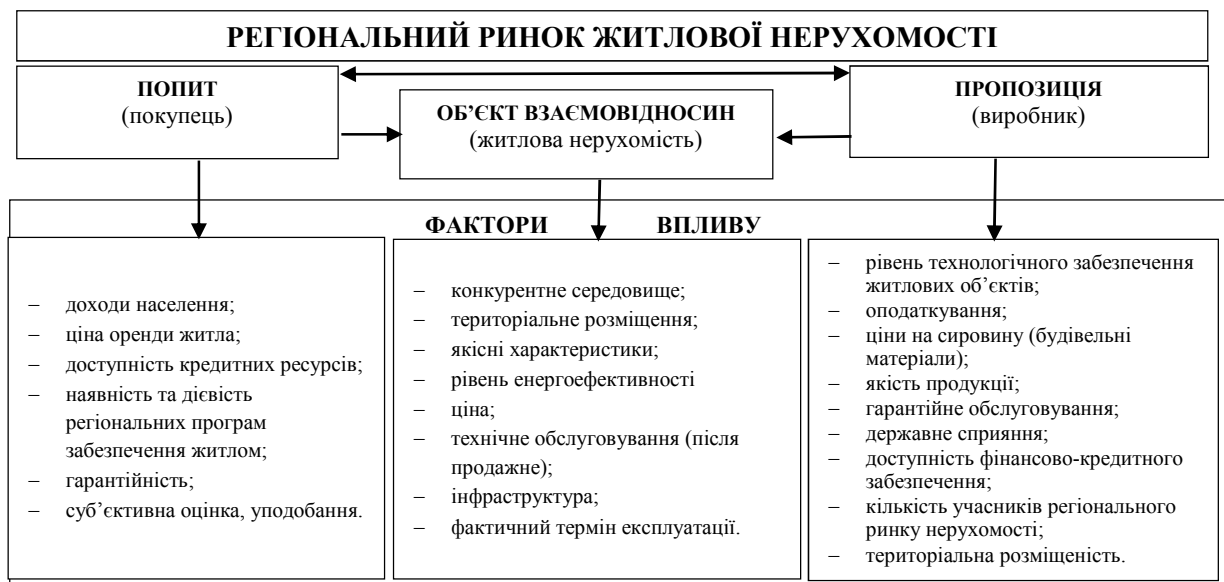 РЕГІОНАЛЬНИЙ РИНОК ЖИТЛОВОЇ НЕРУХОМОСТІ
ПОПИТ
(покупець)
ОБ’ЄКТ ВЗАЄМОВІДНОСИН
(житлова нерухомість)
ПРОПОЗИЦІЯ
(виробник)
ФАКТОРИ ВПЛИВУ
– доходи населення;
– ціна оренди житла;
– доступність кредитних ресурсів;
– наявність та дієвість
регіональних програм
забезпечення житлом;
– гарантійність;
– суб’єктивна оцінка, уподобання.
– конкурентне середовище;
– територіальне розміщення;
– якісні характеристики;
– рівень енергоефективності
– ціна;
– технічне обслуговування (після
продажне);
– інфраструктура;
– фактичний термін експлуатації.
– рівень технологічного забезпечення
житлових об’єктів;
– оподаткування;
– ціни на сировину (будівельні
матеріали);
– якість продукції;
– гарантійне обслуговування;
– державне сприяння;
– доступність фінансово-кредитного
забезпечення;
– кількість учасників регіонального
ринку нерухомості;
– територіальна розміщеність.